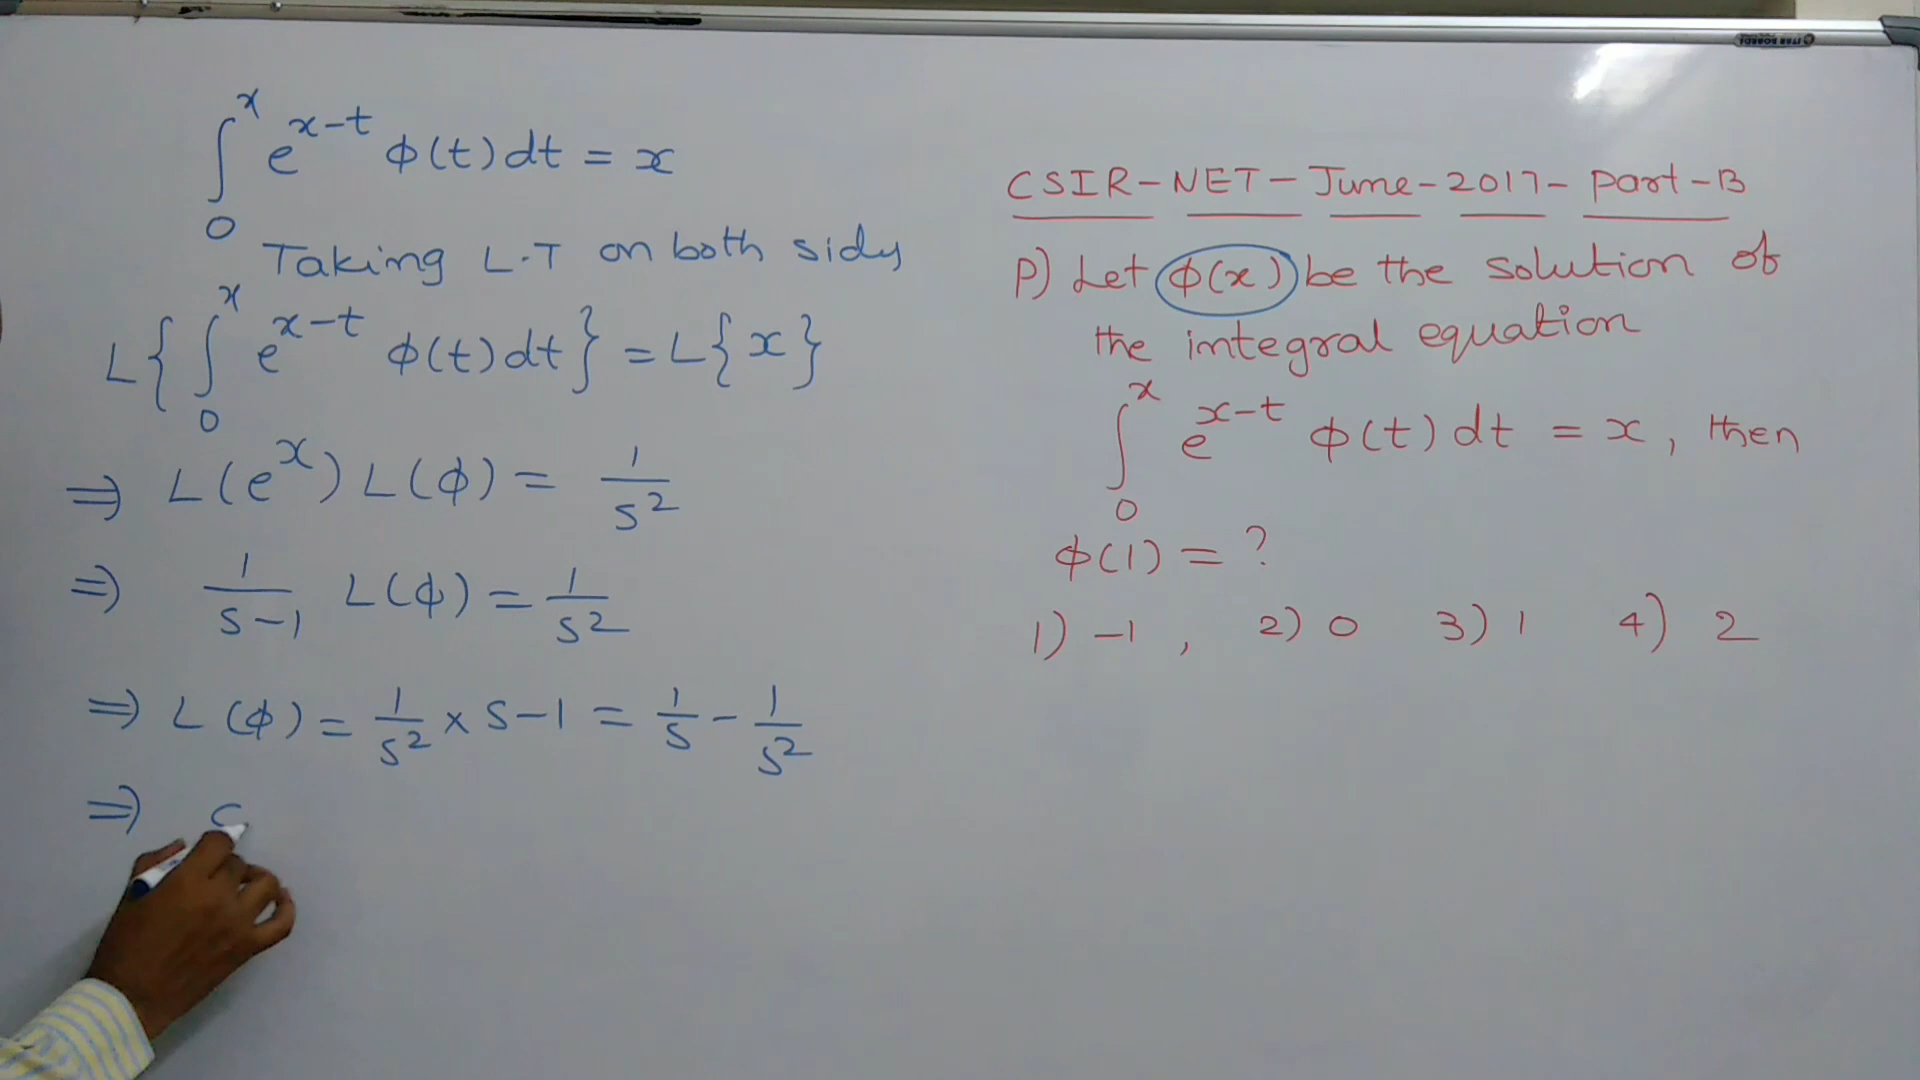 ∫₀ˣ e^(x-t) φ(t) dt = x
Taking L.T on both sides
L{∫₀ˣ e^(x-t) φ(t) dt} = L{x}
⇒ L(eˣ) L(φ) = 1/s²
⇒ 1/(s-1) L(φ) = 1/s²
⇒ L(φ) = 1/s² × s-1 = 1/s - 1/s²
⇒
CSIR-NET-June-2017-Part-B
P) Let φ(x) be the solution of
the integral equation
∫₀ˣ e^(x-t) φ(t) dt = x, then
φ(1) = ?
1) -1 , 2) 0 3) 1 4) 2